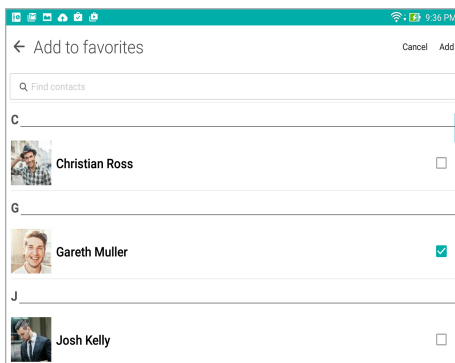 9:36 PM
Add to favorites
Cancel Add
Find contacts
C
Christian Ross
G
Gareth Muller
J
Josh Kelly